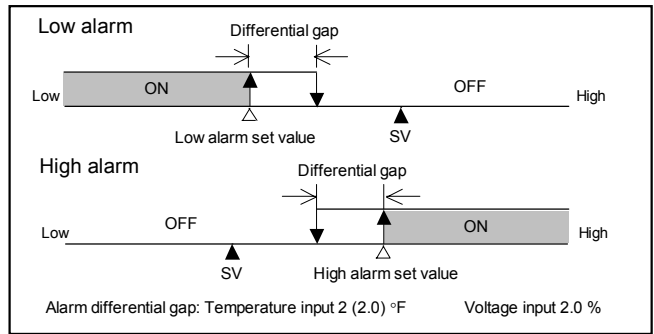 Low alarm
Differential gap
ON
OFF
Low
High
Low alarm set value
SV
High alarm
Differential gap
OFF
ON
Low
High
SV
High alarm set value
Alarm differential gap: Temperature input 2 (2.0) °F Voltage input 2.0 %